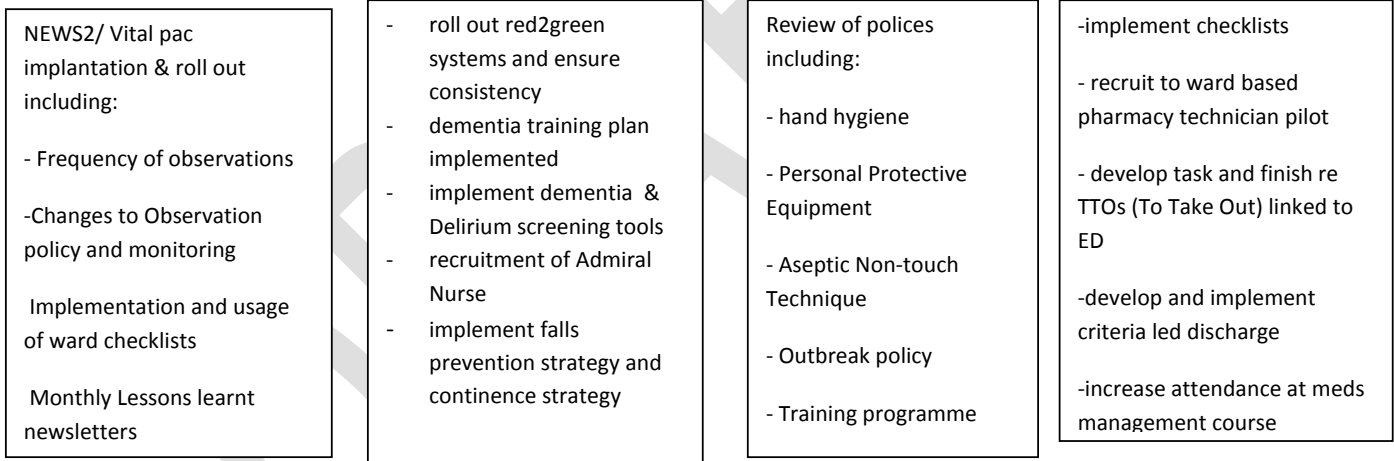 NEWS2/ Vital pac
implantation & roll out
including:
- Frequency of observations
-Changes to Observation
policy and monitoring
Implementation and usage
of ward checklists
Monthly Lessons learnt
newsletters
- roll out red2green
systems and ensure
consistency
- dementia training plan
implemented
- implement dementia &
Delirium screening tools
- recruitment of Admiral
Nurse
- implement falls
prevention strategy and
continence strategy
Review of polices
including:
- hand hygiene
- Personal Protective
Equipment
- Aseptic Non-touch
Technique
- Outbreak policy
- Training programme
-implement checklists
- recruit to ward based
pharmacy technician pilot
- develop task and finish re
TTOs (To Take Out) linked to
ED
-develop and implement
criteria led discharge
-increase attendance at meds
management course